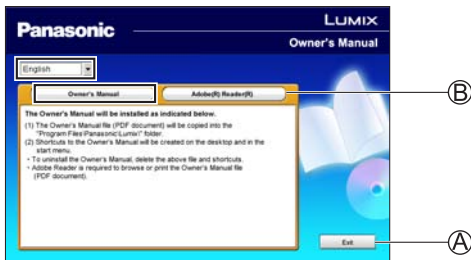 Panasonic
LUMIX
Owner's Manual
English
Owner's Manual
Adobe(R) Reader(R)
B
The Owner's Manual will be installed as indicated below.
(1) The Owner's Manual file (PDF document) will be copied into the
"Program Files\Panasonic\Lumix\" folder.
(2) Shortcuts to the Owner's Manual will be created on the desktop and in the
start menu.
• To uninstall the Owner's Manual, delete the above file and shortcuts.
• Adobe Reader is required to browse or print the Owner's Manual file
(PDF document).
Exit
A